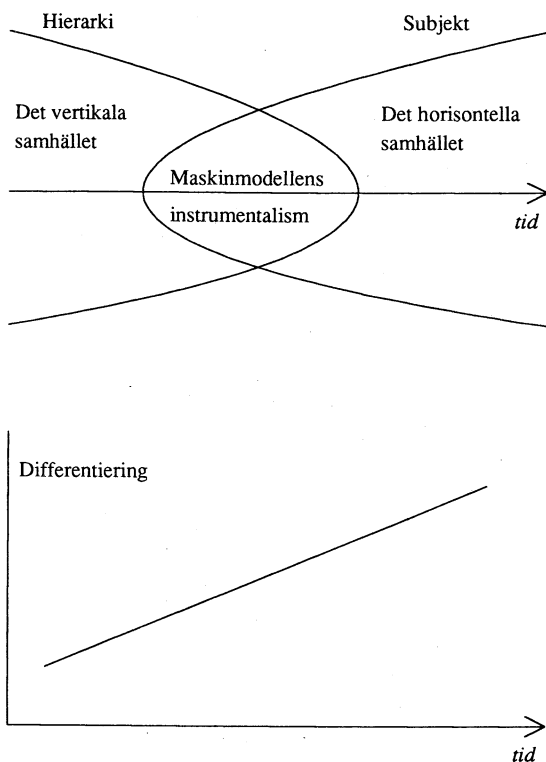 Hierarki
Subjekt
Det vertikala
samhället
Det horisontella
samhället
Maskinmodellens
instrumentalism
tid
Differentiering
tid